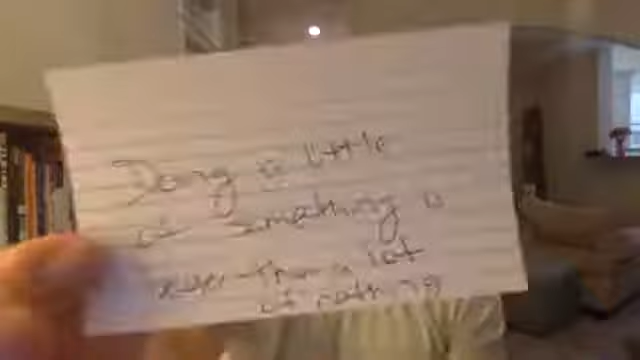 Doing a little
of something is
better than a lot
of nothing